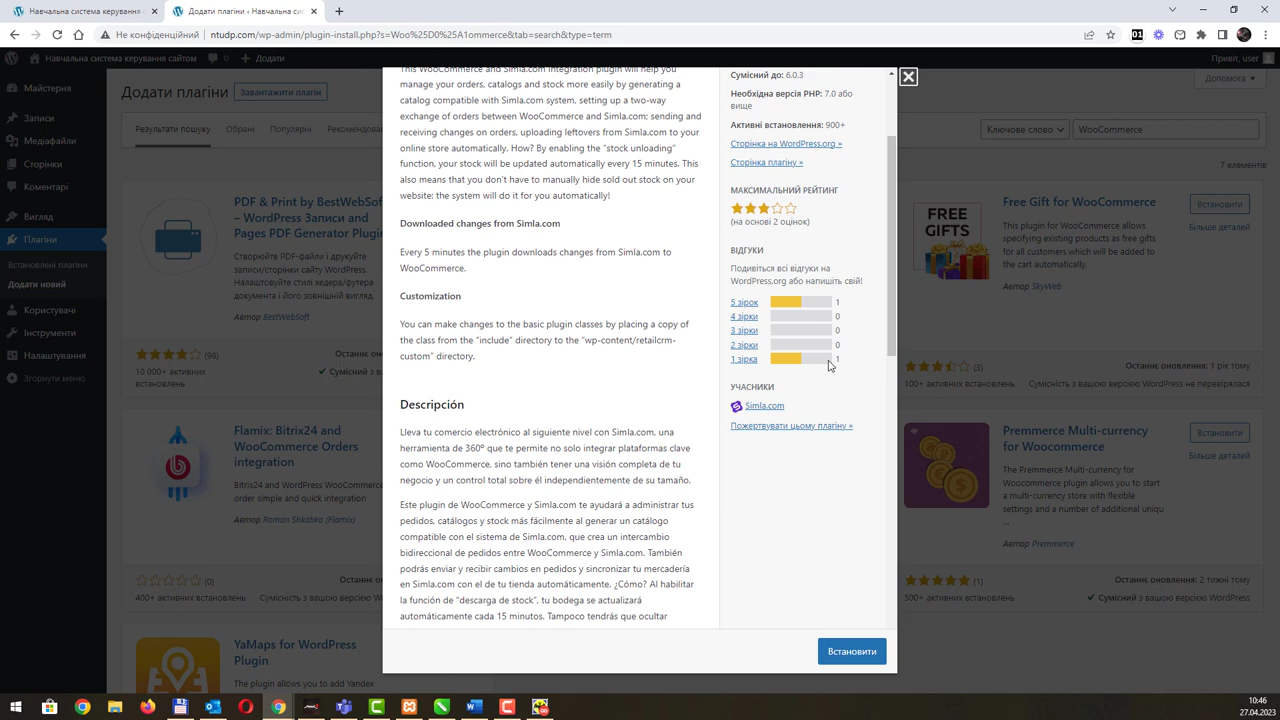 Навчальна система керування са
Додати плагіни ‹ Навчальна сис
Не конфіденційний
ntudp.com/wp-admin/plugin-install.php?s=Woo%25D0%25A1ommerce&tab=search&type=term
Навчальна система керування сайтом
0
Додати
Привіт, user
Майстерня
Записи
Медіафайли
Сторінки
Коментарі
Вигляд
Плагіни
Встановлені плагіни
Додати новий
Користувачі
Інструменти
Налаштування
Згорнути меню
Додати плагіни
Завантажити плагін
Допомога
Результати пошуку
Обрані
Популярні
Рекомендова
Ключове слово
WooCommerce
7 елементів
PDF & Print by BestWebSof
– WordPress Записи and
Pages PDF Generator Plugi
Створюйте PDF-файли і друкуйте
записи/сторінки сайту WordPress.
Налаштовуйте стилі хедера/футера
документа і його зовнішній вигляд.
Автор BestWebSoft
(98)
10 000+ активних
встановлень
Останнє он
Сумісний з
Flamix: Bitrix24 and
WooCommerce Orders
integration
Bitrix24 and WordPress WooCommerce
order simple and quick integration
Автор Roman Shkabko (Flamix)
(0)
400+ активних встановлень
Останнє
Сумісність з вашою верс
YaMaps for WordPress
Plugin
The plugin allows you to add Yandex
This WooCommerce and Simla.com integration plugin will help you
manage your orders, catalogs and stock more easily by generating a
catalog compatible with Simla.com system, setting up a two-way
exchange of orders between WooCommerce and Simla.com; sending and
receiving changes on orders, uploading leftovers from Simla.com to your
online store automatically. How? By enabling the “stock unloading”
function, your stock will be updated automatically every 15 minutes. This
also means that you don’t have to manually hide sold out stock on your
website: the system will do it for you automatically!
Downloaded changes from Simla.com
Every 5 minutes the plugin downloads changes from Simla.com to
WooCommerce.
Customization
You can make changes to the basic plugin classes by placing a copy of
the class from the “include” directory to the “wp-content/retailcrm-
custom” directory.
Descripción
Lleva tu comercio electrónico al siguiente nivel con Simla.com, una
herramienta de 360º que te permite no solo integrar plataformas clave
como WooCommerce, sino también tener una visión completa de tu
negocio y un control total sobre él independientemente de su tamaño.
Este plugin de WooCommerce y Simla.com te ayudará a administrar tus
pedidos, catálogos y stock más fácilmente al generar un catálogo
compatible con el sistema de Simla.com, que crea un intercambio
bidireccional de pedidos entre WooCommerce y Simla.com. También
podrás enviar y recibir cambios en pedidos y sincronizar tu mercadería
en Simla.com con el de tu tienda automáticamente. ¿Cómo? Al habilitar
la función de “descarga de stock”, tu bodega se actualizará
automáticamente cada 15 minutos. Tampoco tendrás que ocultar
Сумісний до: 6.0.3
Необхідна версія PHP: 7.0 або
вище
Активні встановлення: 900+
Сторінка на WordPress.org »
Сторінка плагіну »
МАКСИМАЛЬНИЙ РЕЙТИНГ
(на основі 2 оцінок)
ВІДГУКИ
Подивіться всі відгуки на
WordPress.org або напишіть свій!
5 зірок 1
4 зірки 0
3 зірки 0
2 зірки 0
1 зірка 1
УЧАСНИКИ
Simla.com
Пожертвувати цьому плагіну »
Встановити
FREE
GIFTS
Free Gift for WooCommerce
This plugin for WooCommerce allows
specifying existing products as free gifts
for all customers which will be added to
the cart automatically.
Автор SkyWeb
Встановити
Більше деталей
(3)
100+ активних встановлень
Останнє оновлення: 1 рік тому
Сумісність з вашою версією WordPress не перевірялася
Premmerce Multi-currency
for Woocommerce
The Premmerce Multi-currency
Woocommerce plugin allows you to start
a multi-currency store with flexible
settings and number of additional uniqu
...
Автор Premmerce
Встановити
Більше деталей
(1)
500+ активних встановлень
Останнє оновлення: 2 тижні тому
Сумісний з вашою версією WordPress
10:46
27.04.2023